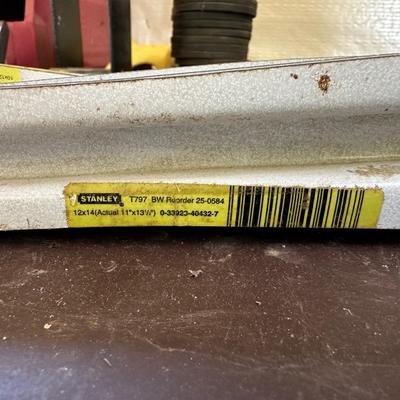 STANLEY T797 BW Reorder 25-0584
12x14(Actual 11"x13½") 0-33923-40432-7